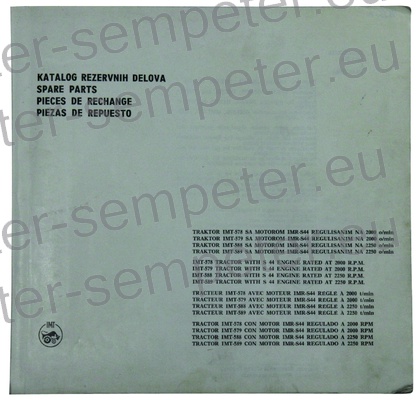 KATALOG REZERVNIH DELOVA
SPARE PARTS
PIECES DE RECHANGE
PIEZAS DE REPUESTO
TRAKTOR IMT-578 SA MOTOROM IMR-S44 REGULISANIM NA 2000 o/min
TRAKTOR IMT-579 SA MOTOROM IMR-S44 REGULISANIM NA 2000 o/min
TRAKTOR IMT-588 SA MOTOROM IMR-S44 REGULISANIM NA 2250 o/min
TRAKTOR IMT-589 SA MOTOROM IMR-S44 REGULISANIM NA 2250 o/min
IMT-578 TRACTOR WITH S 44 ENGINE RATED AT 2000 R.P.M.
IMT-579 TRACTOR WITH S 44 ENGINE RATED AT 2000 R.P.M.
IMT-588 TRACTOR WITH S 44 ENGINE RATED AT 2250 R.P.M.
IMT-589 TRACTOR WITH S 44 ENGINE RATED AT 2250 R.P.M.
TRACTEUR IMT-578 AVEC MOTEUR IMR-S44 REGLE A 2000 t/min
TRACTEUR IMT-579 AVEC MOTEUR IMR-S44 REGLE A 2000 t/min
TRACTEUR IMT-588 AVEC MOTEUR IMR-S44 REGLE A 2250 t/min
TRACTEUR IMT-589 AVEC MOTEUR IMR-S44 REGLE A 2250 t/min
TRACTOR IMT-578 CON MOTOR IMR-S44 REGULADO A 2000 RPM
TRACTOR IMT-579 CON MOTOR IMR-S44 REGULADO A 2000 RPM
TRACTOR IMT-588 CON MOTOR IMR-S44 REGULADO A 2250 RPM
TRACTOR IMT-589 CON MOTOR IMR-S44 REGULADO A 2250 RPM
IMT
ter-sempeter.eu